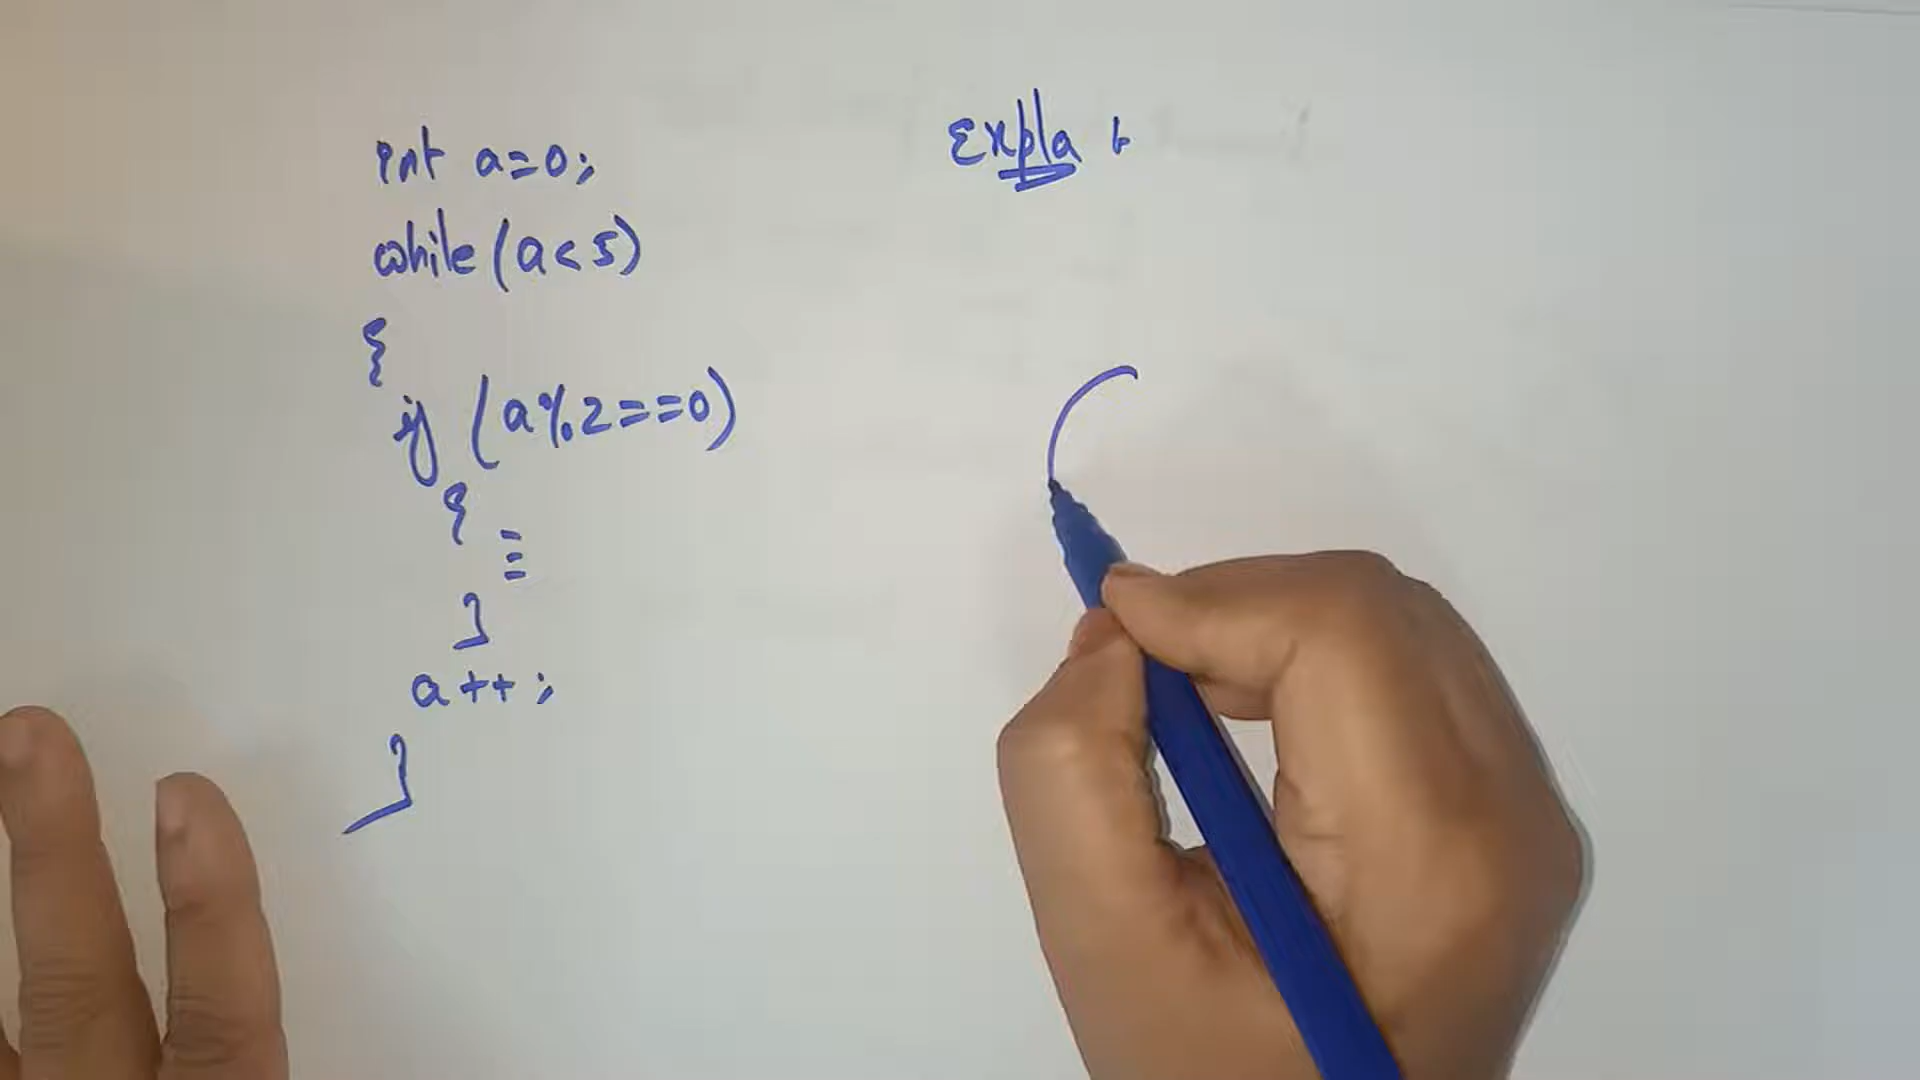 int a=0;
while(a<5)
{
if (a%2==0)
{
}
a++;
}
Expla